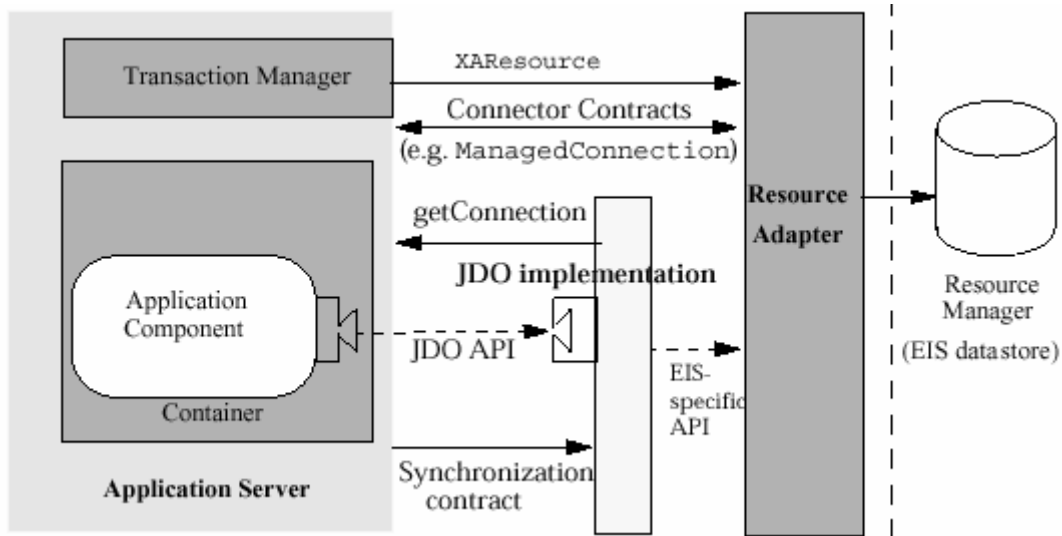 Transaction Manager
XAResource
Connector Contracts
(e.g. ManagedConnection)
getConnection
Resource
Adapter
JDO implementation
Application
Component
JDO API
Container
EIS-
specific
API
Resource
Manager
(EIS datastore)
Synchronization
contract
Application Server